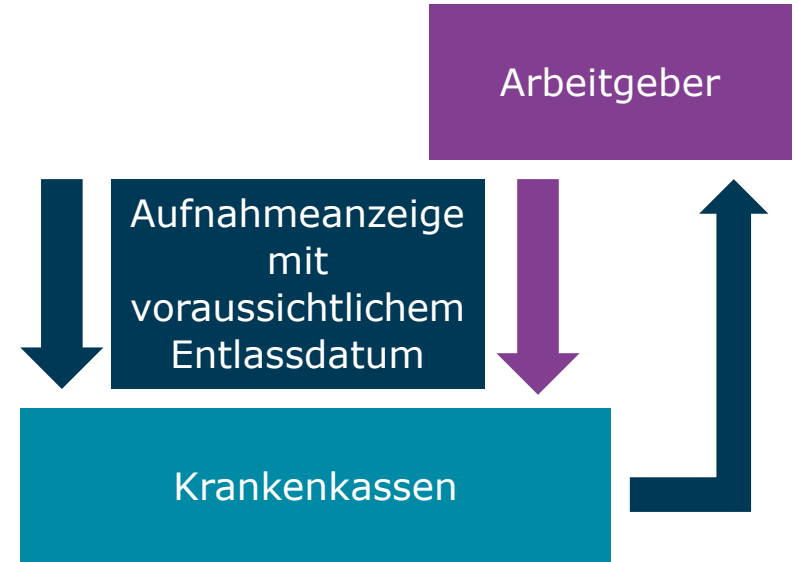 Arbeitgeber
Aufnahmeanzeige
mit
voraussichtlichem
Entlassdatum
Krankenkassen